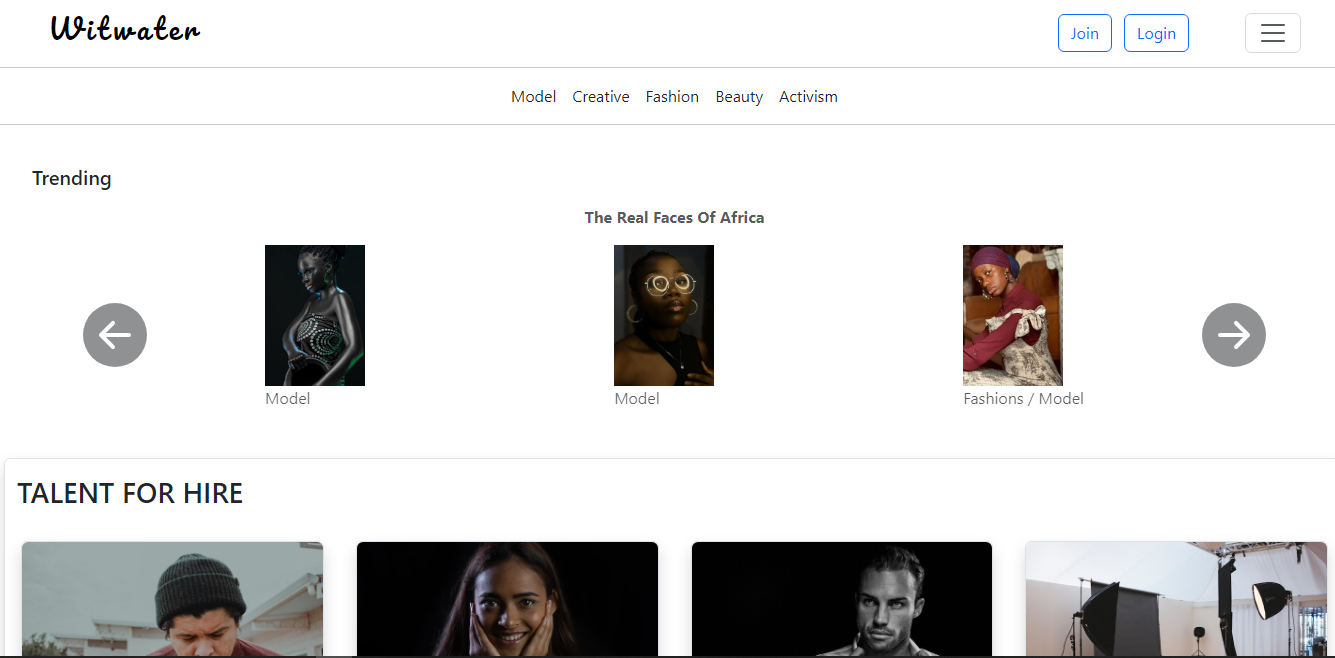 Witwater
Join Login
Model Creative Fashion Beauty Activism
Trending
The Real Faces Of Africa
Model Model Fashions / Model
TALENT FOR HIRE